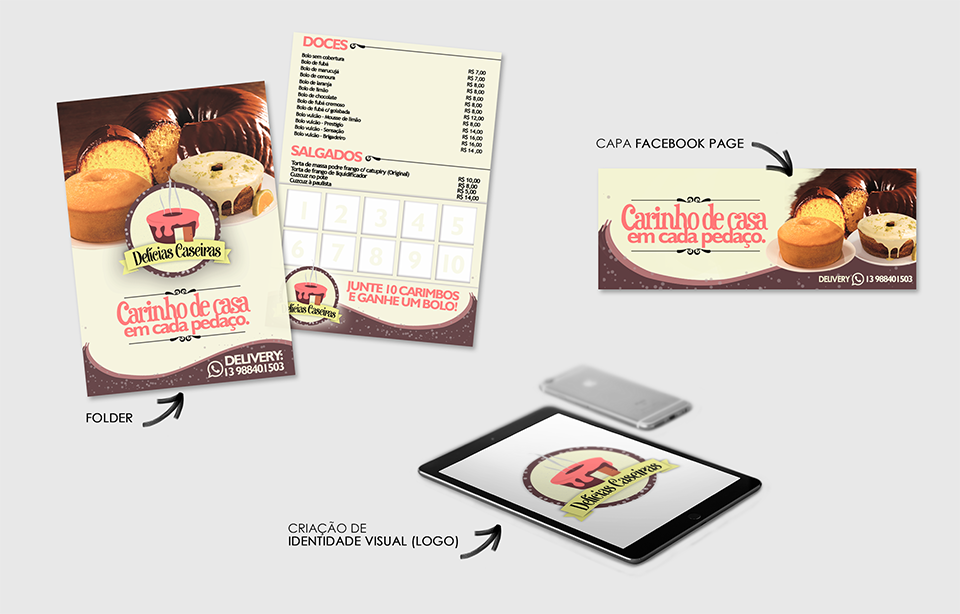 Delícias Caseiras
Carinho de casa
em cada pedaço.
DELIVERY:
13 988401503
FOLDER
DOCES
Bolo sem cobertura R$ 7,00
Bolo de fubá R$ 7,00
Bolo de marucujá R$ 8,00
Bolo de cenoura R$ 8,00
Bolo de laranja R$ 8,00
Bolo de limão R$ 8,00
Bolo de chocolate R$ 8,00
Bolo de fubá cremoso R$ 12,00
Bolo de fubá c/ goiabada R$ 8,00
Bolo vulcão - Mousse de limão R$ 14,00
Bolo vulcão - Prestígio R$ 16,00
Bolo vulcão - Sensação R$ 16,00
Bolo vulcão - Brigadeiro R$ 14 ,00
SALGADOS
Torta de massa podre frango c/ catupiry (Original) R$ 10,00
Torta de frango de liquidificador R$ 8,00
Cuzcuz no pote R$ 5,00
Cuzcuz à paulista R$ 14,00
1 2 3 4 5
6 7 8 9 10
Delícias Caseiras
JUNTE 10 CARIMBOS
E GANHE UM BOLO!
CAPA FACEBOOK PAGE
Carinho de casa
em cada pedaço.
DELIVERY 13 988401503
Delícias Caseiras
CRIAÇÃO DE
IDENTIDADE VISUAL (LOGO)